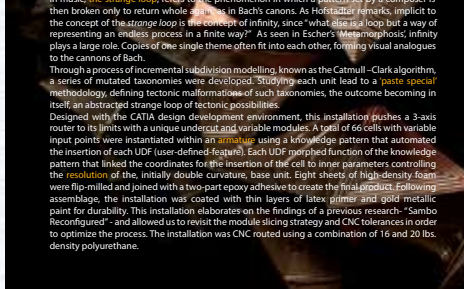 In music, the strange loop, refers to the phenomenon in which a pattern set by a composer is
then broken only to return whole again as in Bach's canons. As Hofstadter remarks, implicit to
the concept of the strange loop is the concept of infinity, since "what else is a loop but a way of
representing an endless process in a finite way?" As seen in Escher's 'Metamorphosis', infinity
plays a large role. Copies of one single theme often fit into each other, forming visual analogues
to the cannons of Bach.
Through a process of incremental subdivision modelling, known as the Catmull –Clark algorithm,
a series of mutated taxonomies were developed. Studying each unit lead to a 'paste special'
methodology, defining tectonic malformations of such taxonomies, the outcome becoming in
itself, an abstracted strange loop of tectonic possibilities.
Designed with the CATIA design development environment, this installation pushes a 3-axis
router to its limits with a unique undercut and variable modules. A total of 66 cells with variable
input points were instantiated within an armature using a knowledge pattern that automated
the insertion of each UDF (user-defined-feature). Each UDF morphed function of the knowledge
pattern that linked the coordinates for the insertion of the cell to inner parameters controlling
the resolution of the, initially double curvature, base unit. Eight sheets of high-density foam
were flip-milled and joined with a two-part epoxy adhesive to create the final product. Following
assemblage, the installation was coated with thin layers of latex primer and gold metallic
paint for durability. This installation elaborates on the findings of a previous research- "Sambo
Reconfigured" - and allowed us to revisit the module slicing strategy and CNC tolerances in order
to optimize the process. The installation was CNC routed using a combination of 16 and 20 lbs.
density polyurethane.